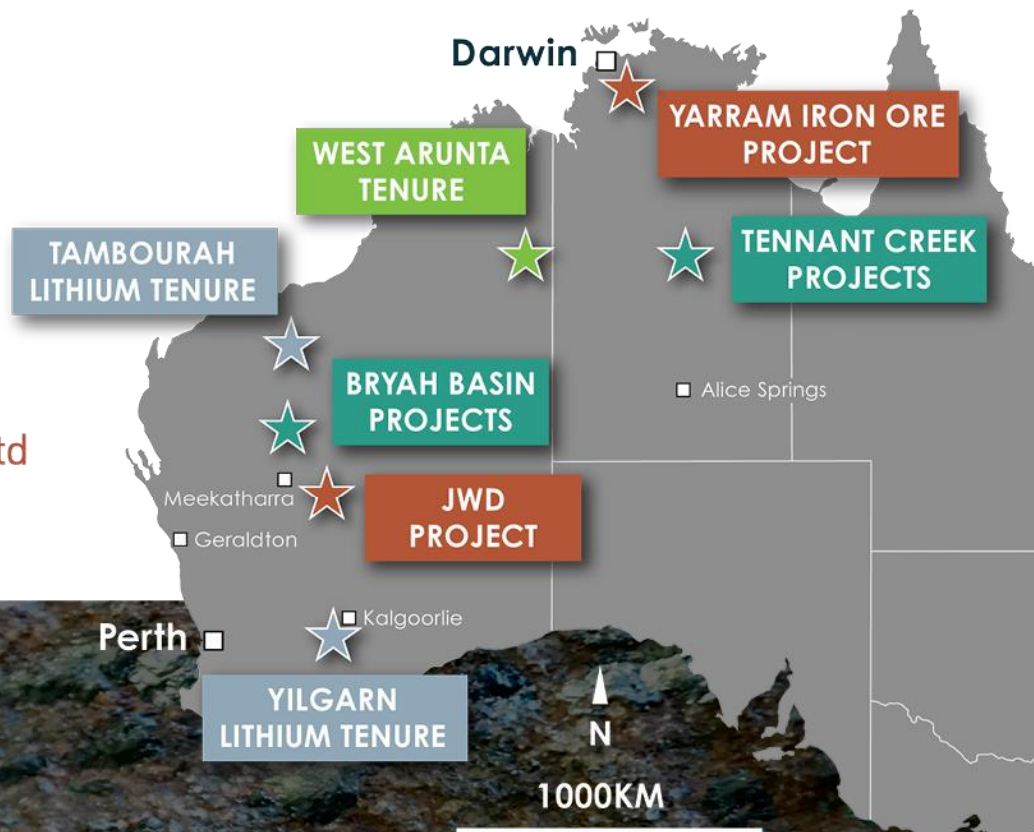 Darwin
YARRAM IRON ORE
PROJECT
WEST ARUNTA
TENURE
TENNANT CREEK
PROJECTS
TAMBOURAH
LITHIUM TENURE
BRYAH BASIN
PROJECTS
Alice Springs
td
Meekatharra
JWD
PROJECT
Geraldton
Kalgoorlie
Perth
YILGARN
LITHIUM TENURE
N
1000KM